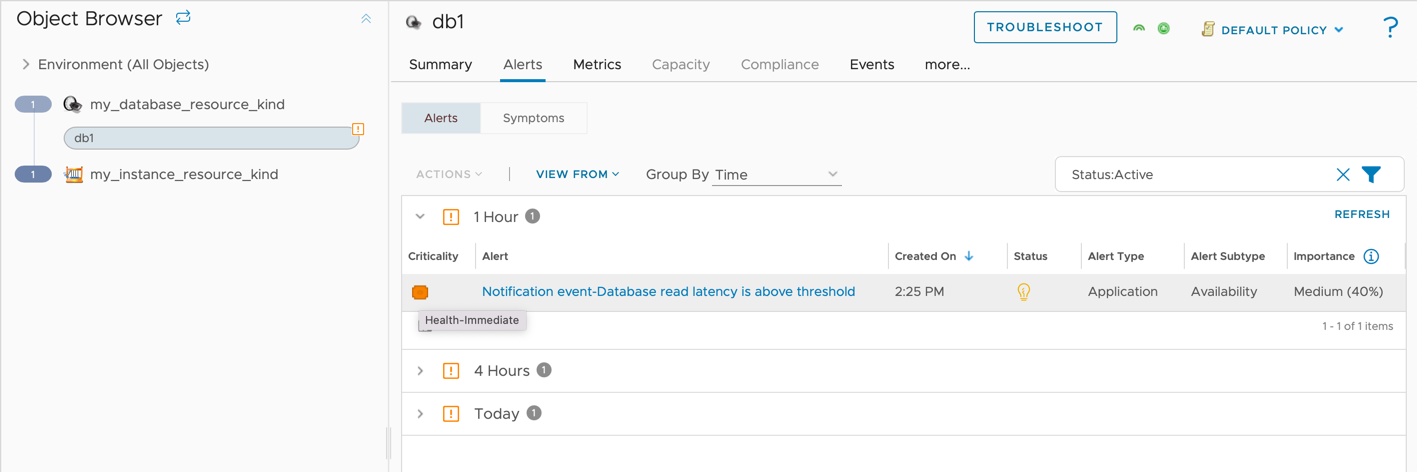 Object Browser
Environment (All Objects)
1 my_database_resource_kind
db1
1 my_instance_resource_kind
db1
TROUBLESHOOT
DEFAULT POLICY
?
Summary Alerts Metrics Capacity Compliance Events more...
Alerts Symptoms
ACTIONS | VIEW FROM Group By Time
Status:Active
1 Hour 1
REFRESH
Criticality Alert Created On Status Alert Type Alert Subtype Importance
Notification event-Database read latency is above threshold 2:25 PM Application Availability Medium (40%)
Health-Immediate
1 - 1 of 1 items
4 Hours 1
Today 1